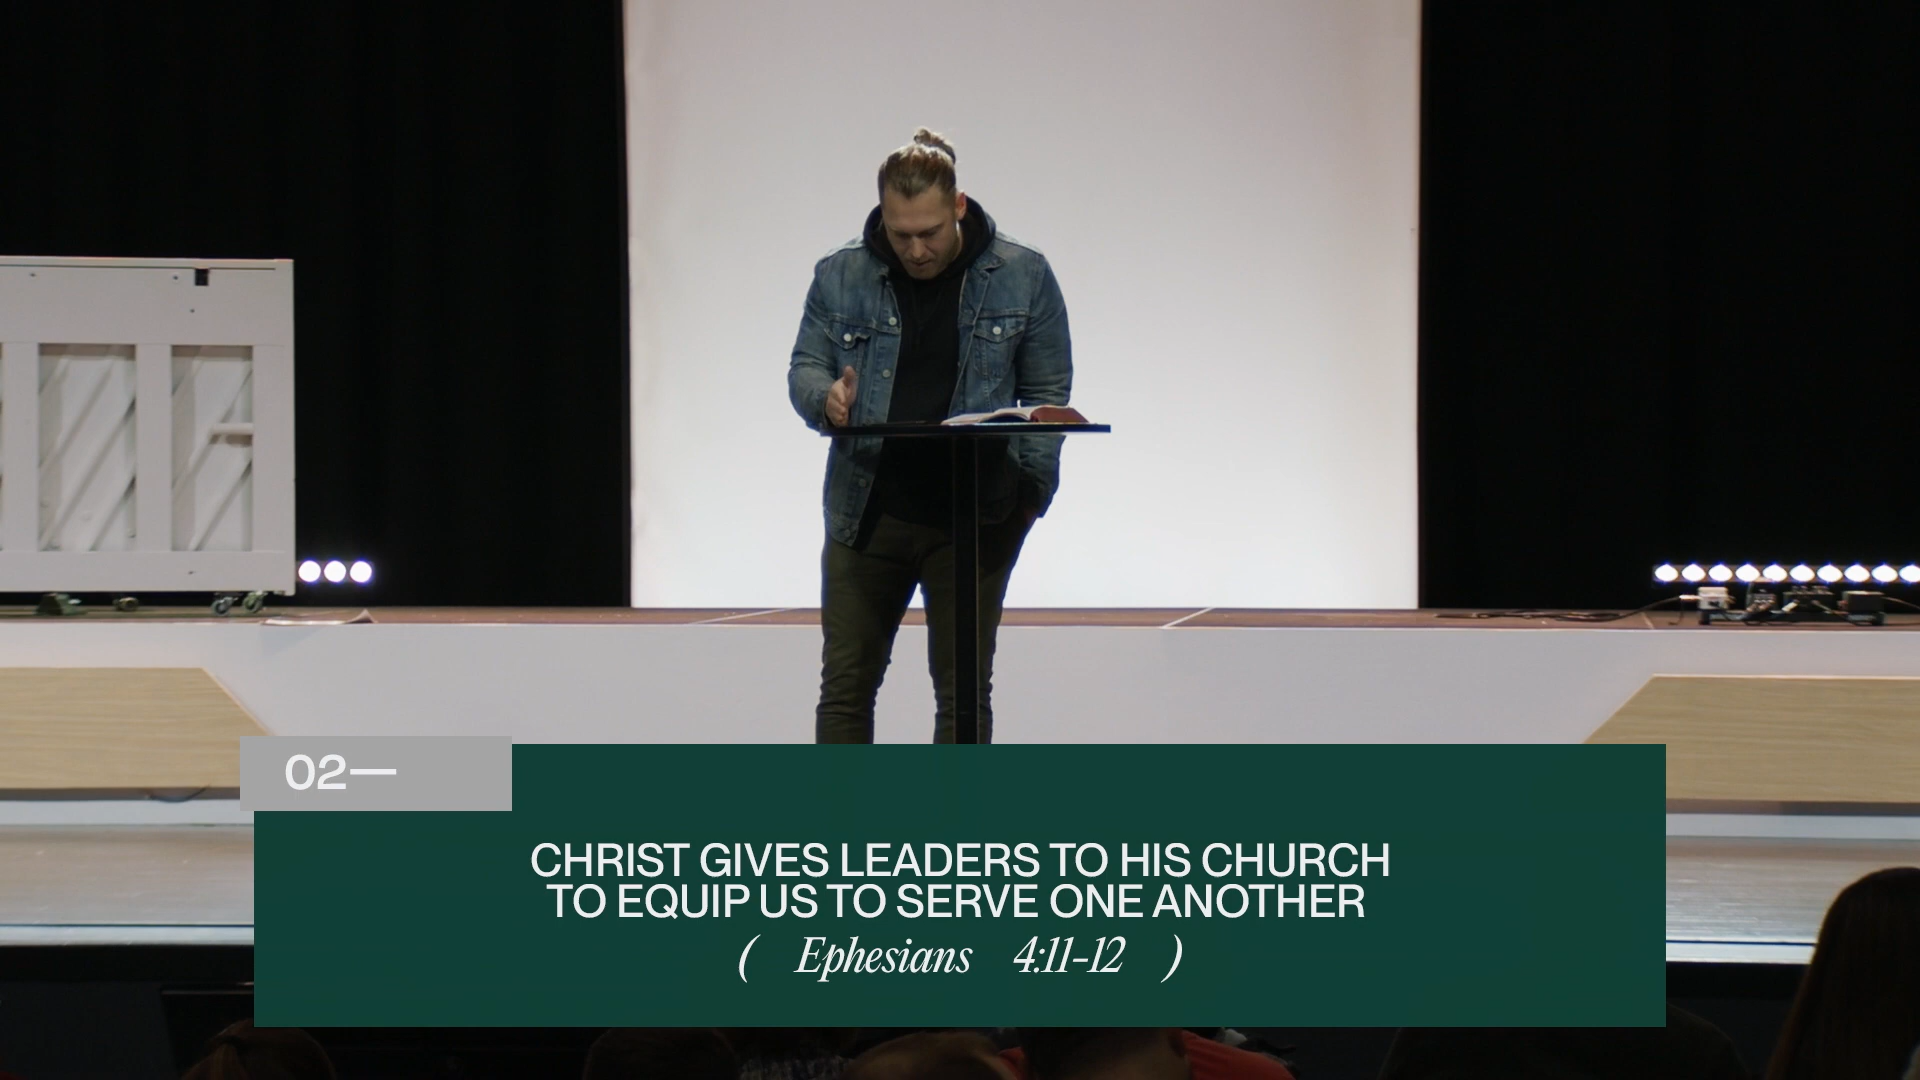 02—
CHRIST GIVES LEADERS TO HIS CHURCH
TO EQUIP US TO SERVE ONE ANOTHER
( Ephesians 4:11-12 )